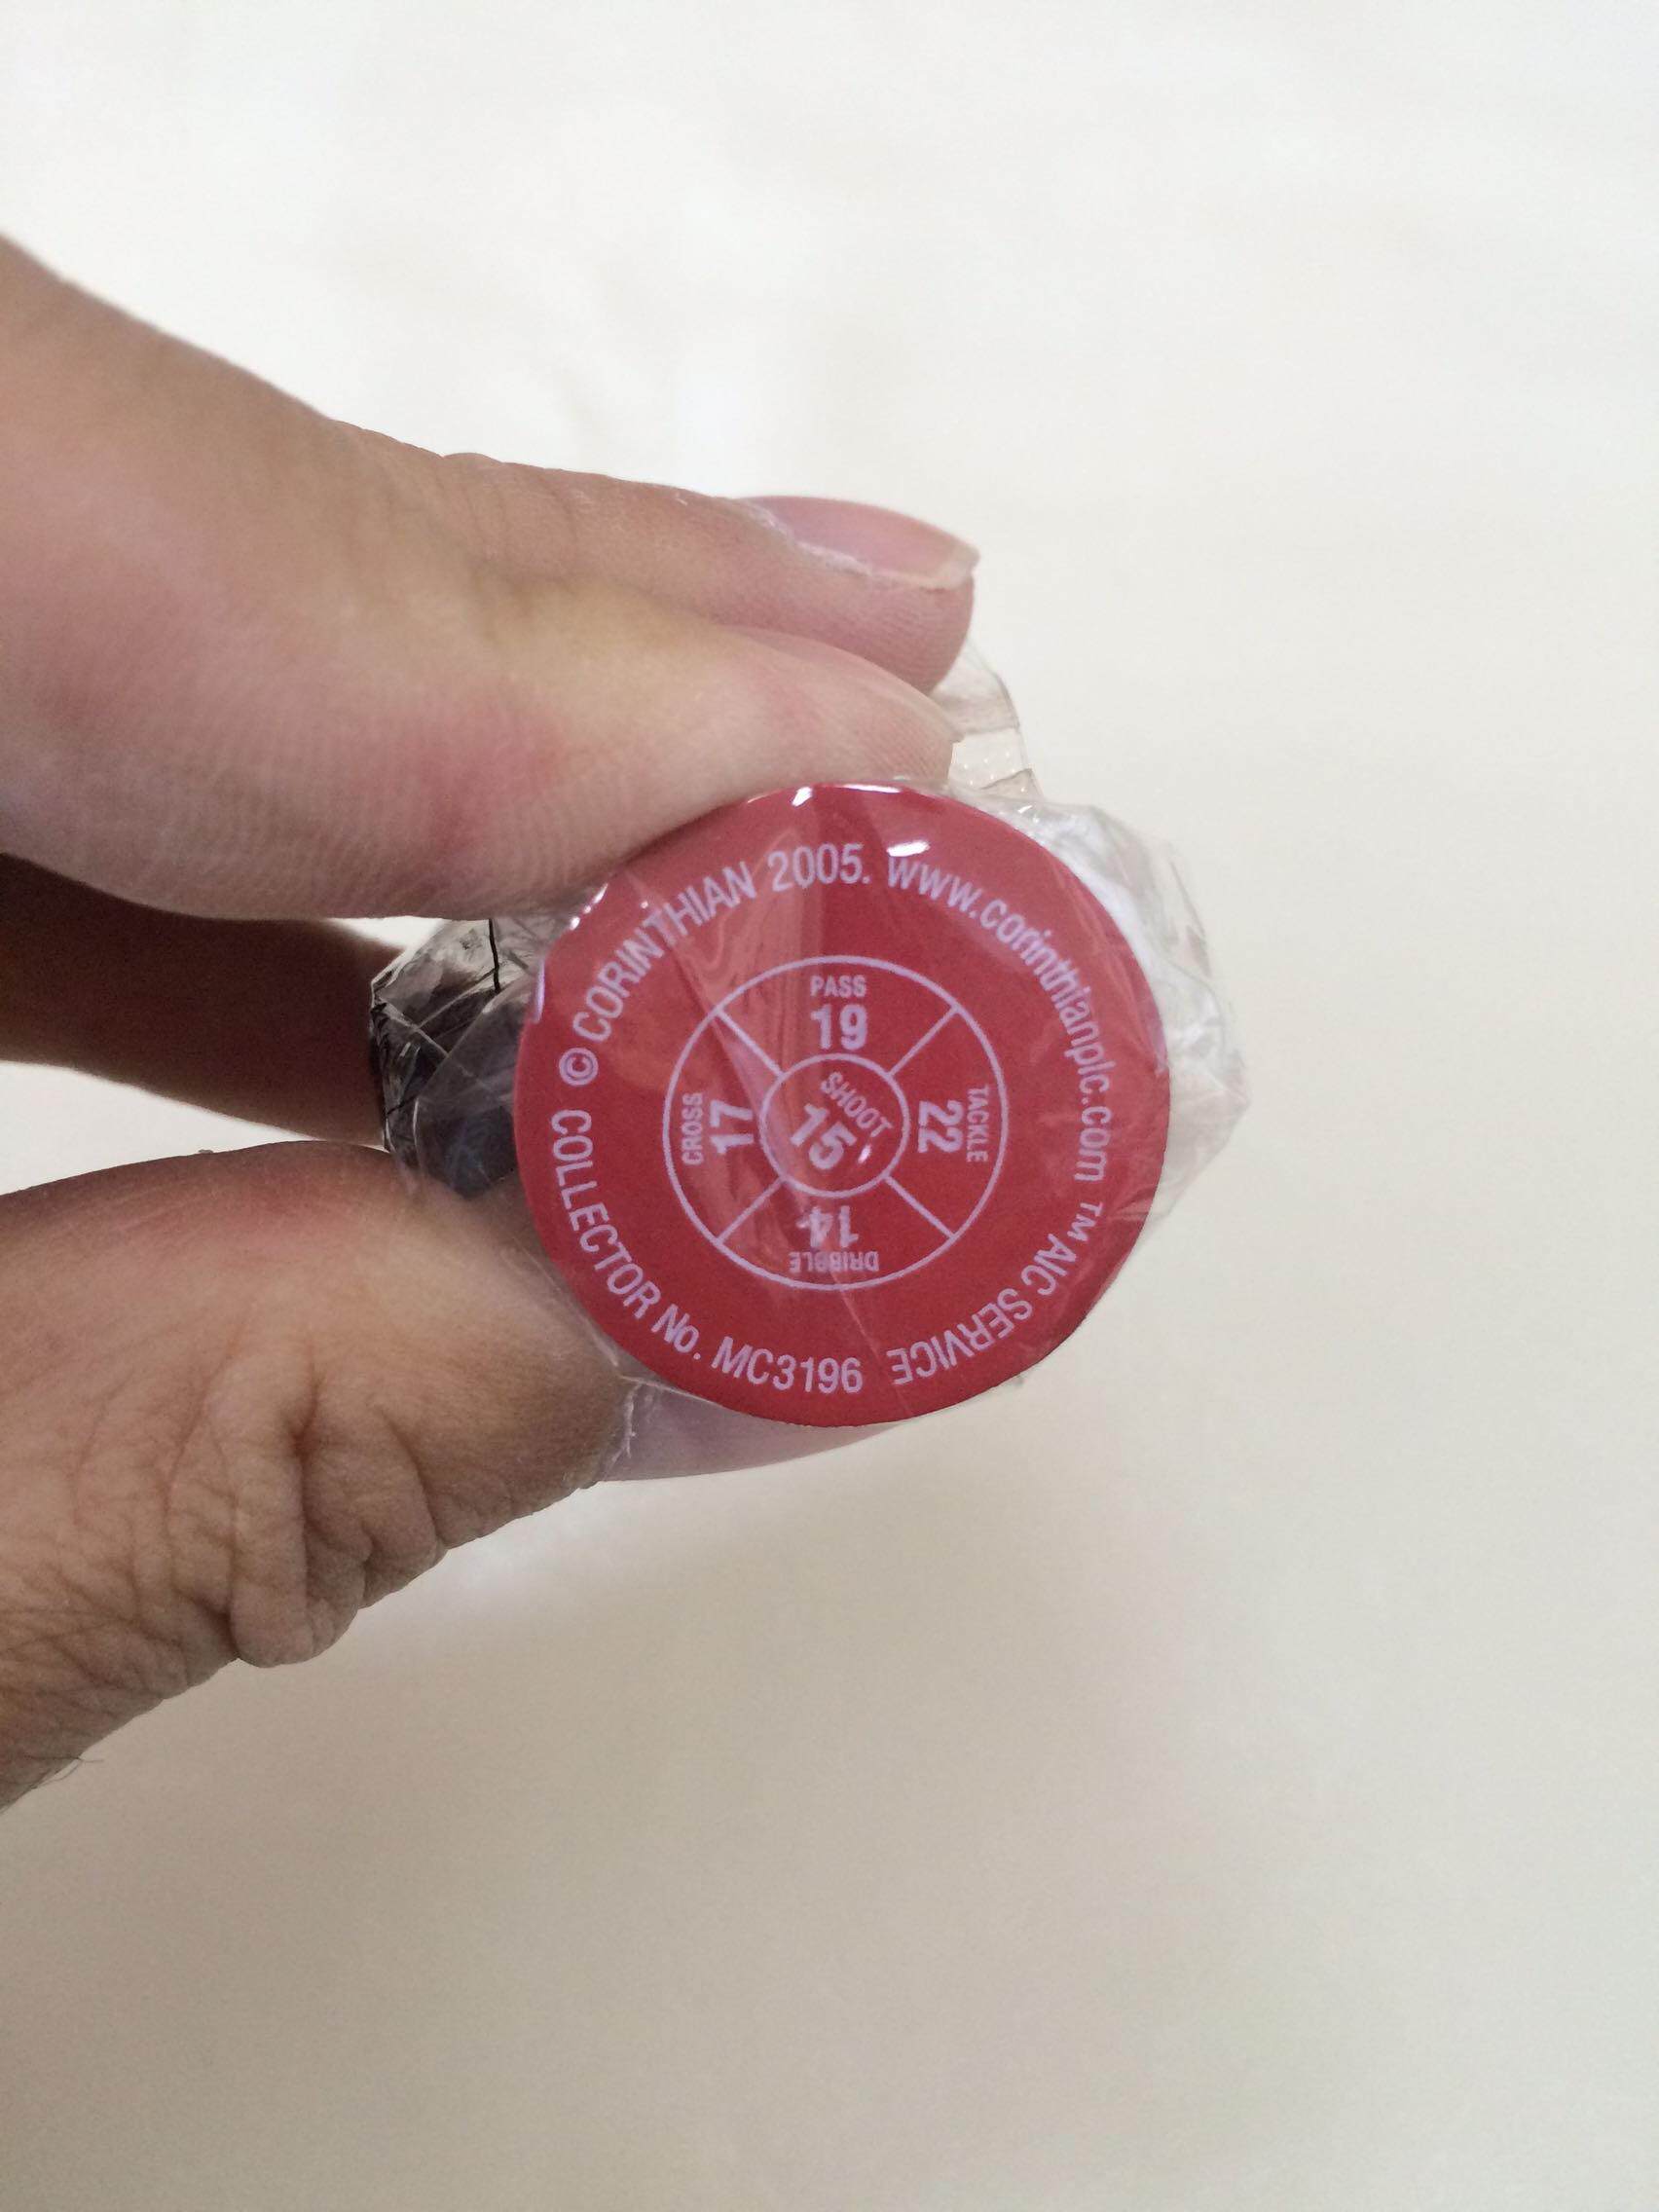 © CORINTHIAN 2005. www.corinthianplc.com ™ AIC SERVICE
COLLECTOR No. MC3196
PASS
19
CROSS
17
SHOOT
15
TACKLE
22
DRIBBLE
14